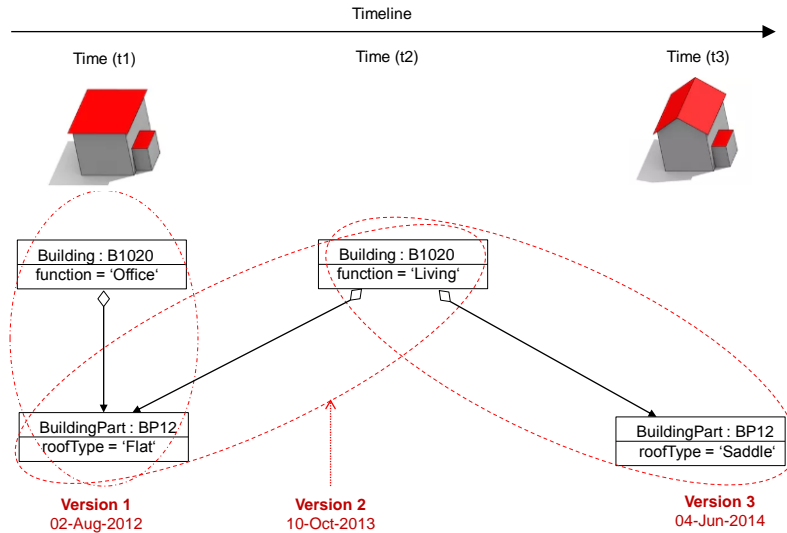 Timeline
Time (t1)
Time (t2)
Time (t3)
Building : B1020
function = ‘Office‘
Building : B1020
function = ‘Living‘
BuildingPart : BP12
roofType = ‘Flat‘
BuildingPart : BP12
roofType = ‘Saddle‘
Version 1
02-Aug-2012
Version 2
10-Oct-2013
Version 3
04-Jun-2014